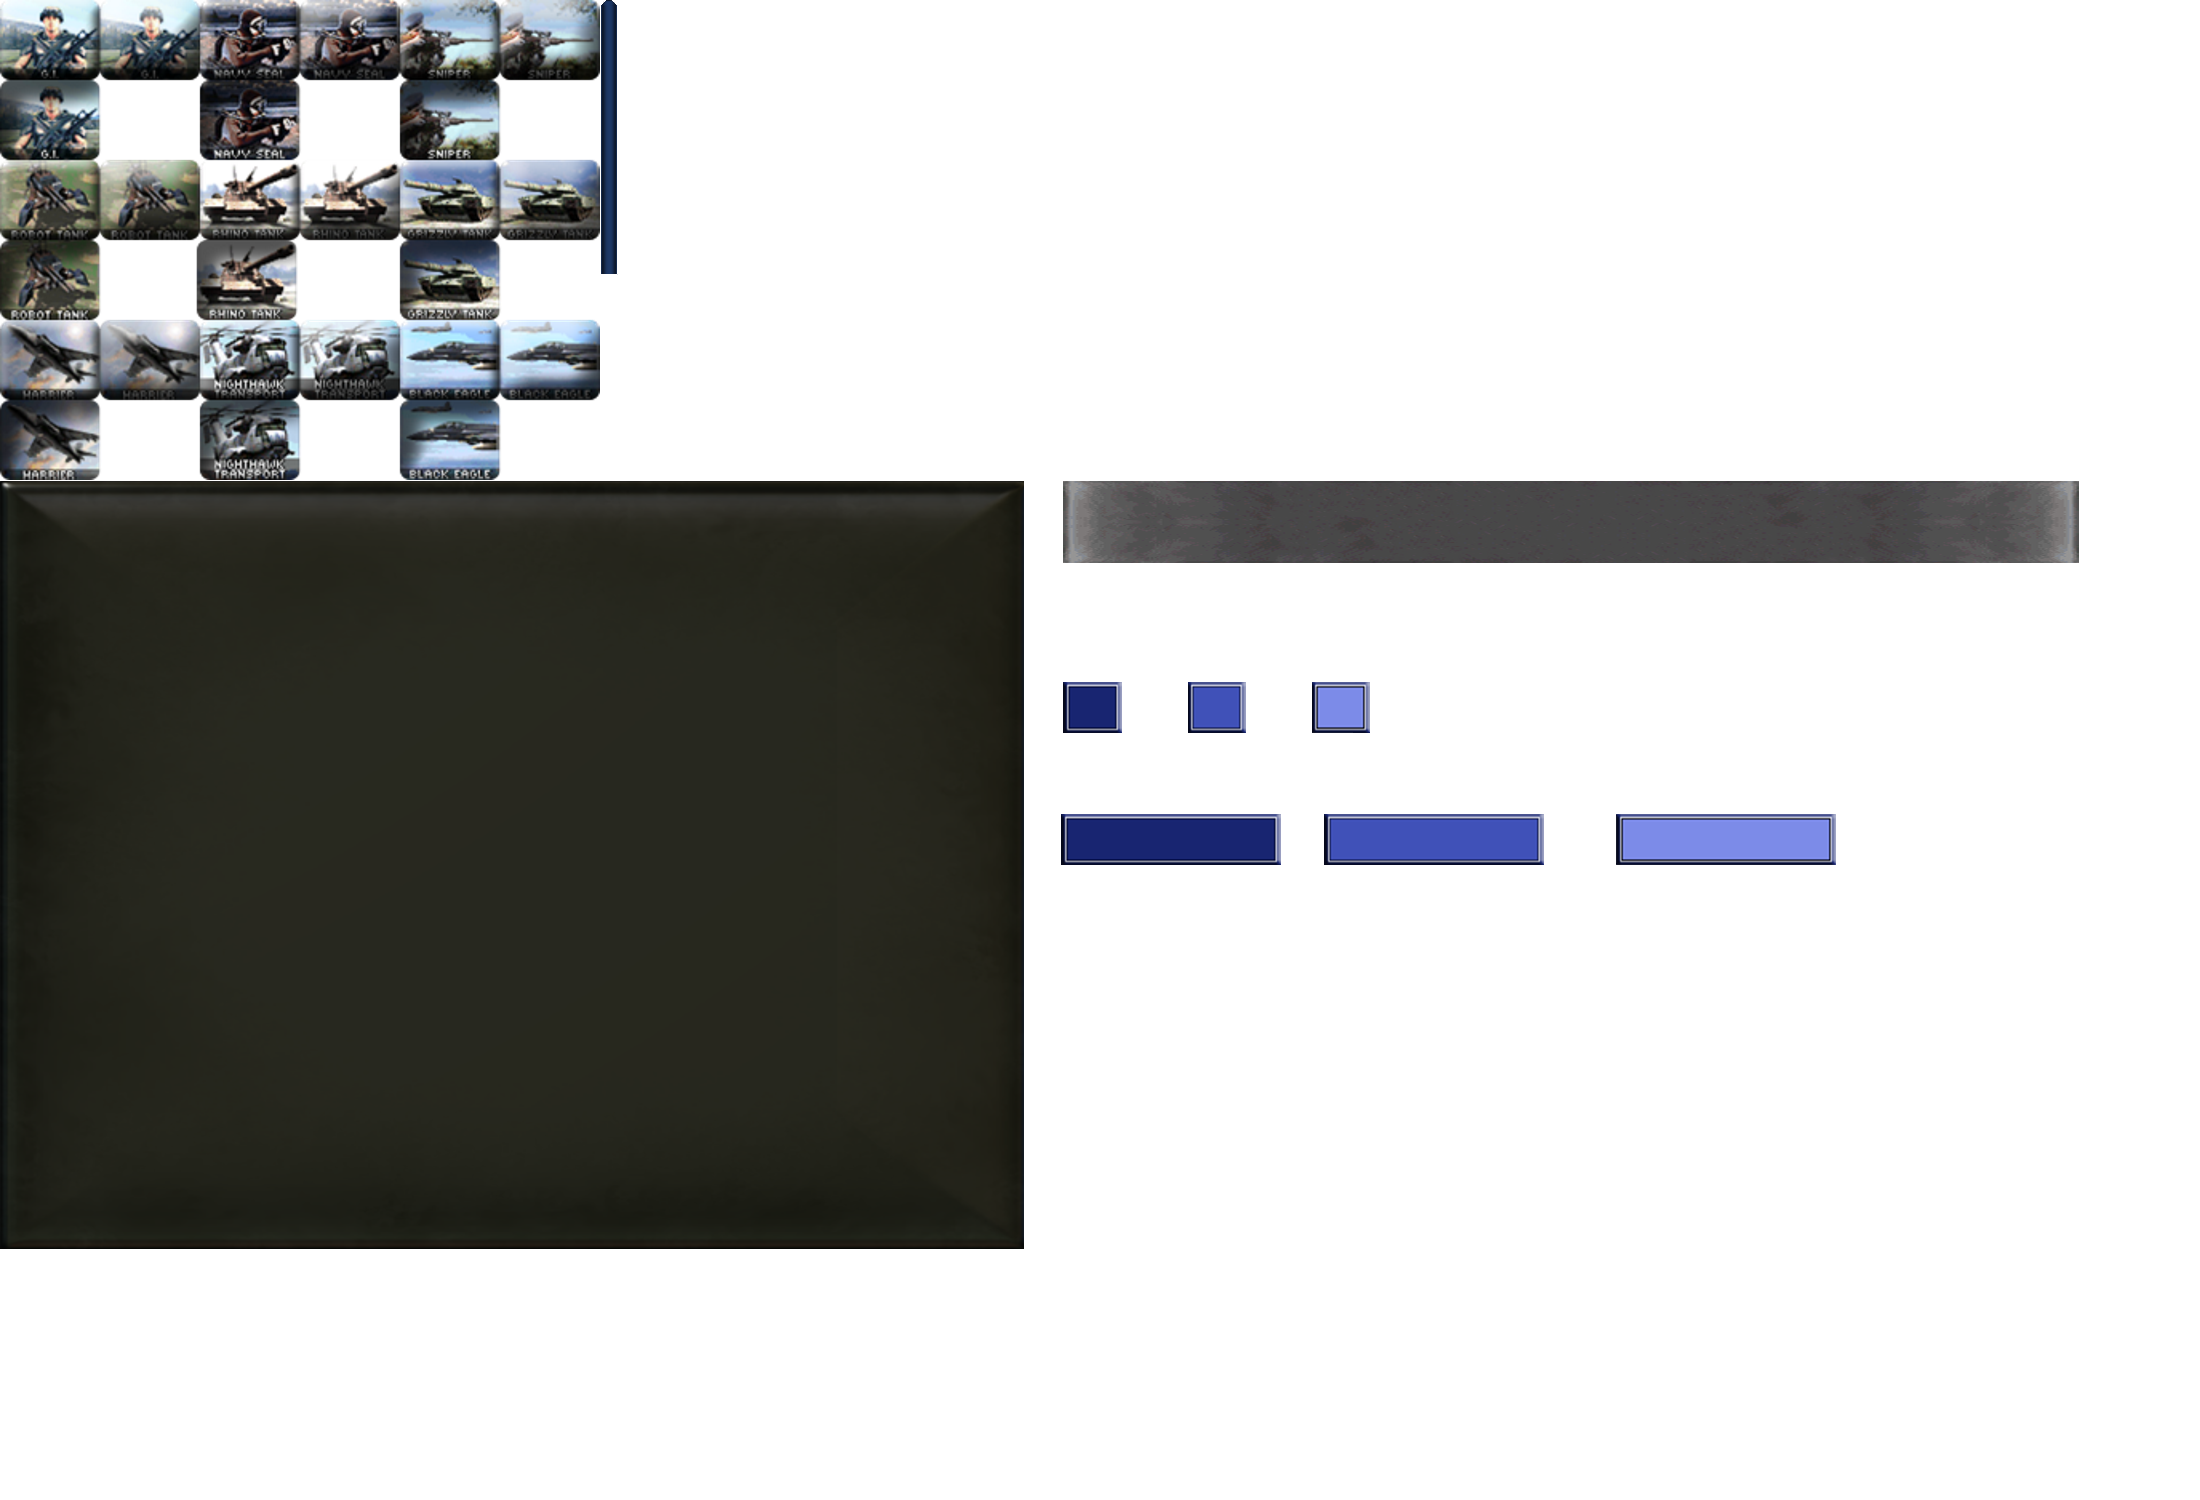 G.I.
G.I.
NAVY SEAL
NAVY SEAL
SNIPER
SNIPER
G.I.
NAVY SEAL
SNIPER
ROBOT TANK
ROBOT TANK
RHINO TANK
RHINO TANK
GRIZZLY TANK
GRIZZLY TANK
ROBOT TANK
RHINO TANK
GRIZZLY TANK
HARRIER
HARRIER
NIGHTHAWK
TRANSPORT
NIGHTHAWK
TRANSPORT
BLACK EAGLE
BLACK EAGLE
HARRIER
NIGHTHAWK
TRANSPORT
BLACK EAGLE